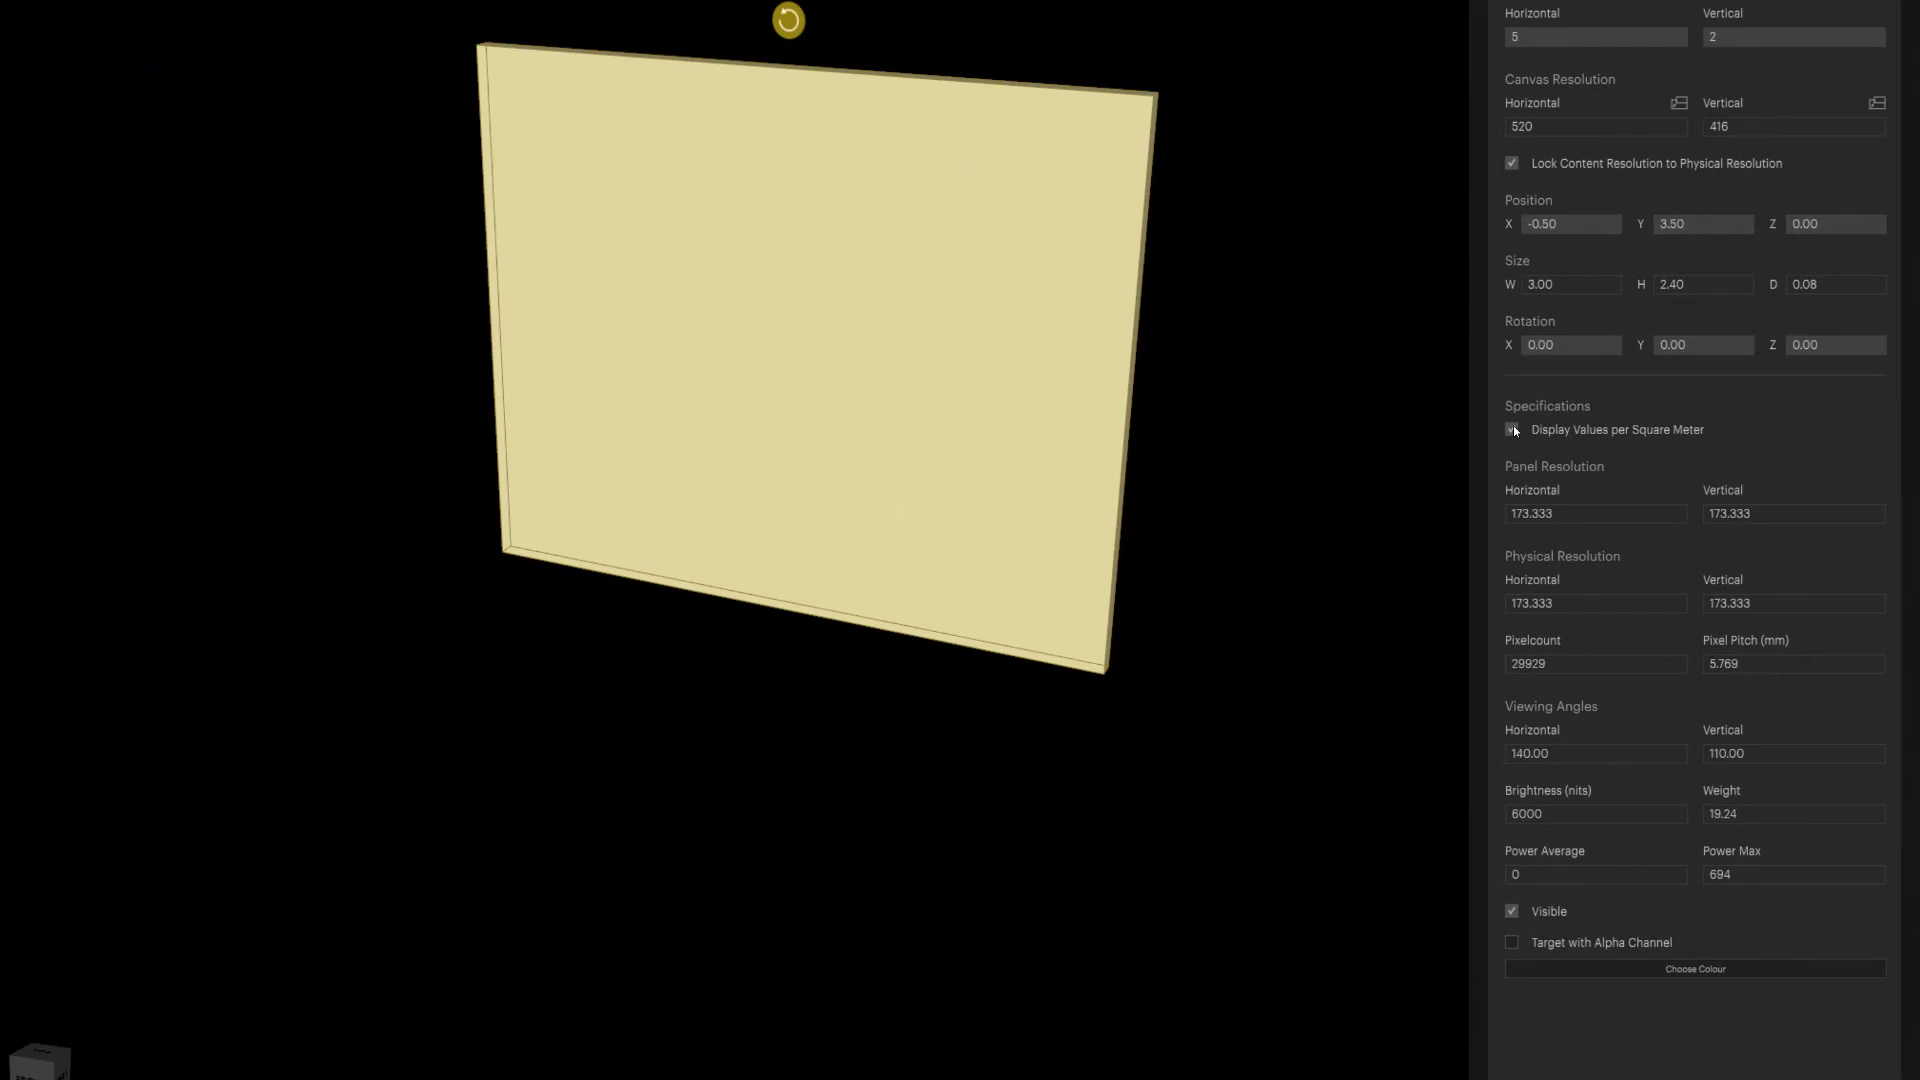 Horizontal Vertical
5 2
Canvas Resolution
Horizontal Vertical
520 416
Lock Content Resolution to Physical Resolution
Position
X -0.50 Y 3.50 Z 0.00
Size
W 3.00 H 2.40 D 0.08
Rotation
X 0.00 Y 0.00 Z 0.00
Specifications
Display Values per Square Meter
Panel Resolution
Horizontal Vertical
173.333 173.333
Physical Resolution
Horizontal Vertical
173.333 173.333
Pixelcount Pixel Pitch (mm)
29929 5.769
Viewing Angles
Horizontal Vertical
140.00 110.00
Brightness (nits) Weight
6000 19.24
Power Average Power Max
0 694
Visible
Target with Alpha Channel
Choose Colour